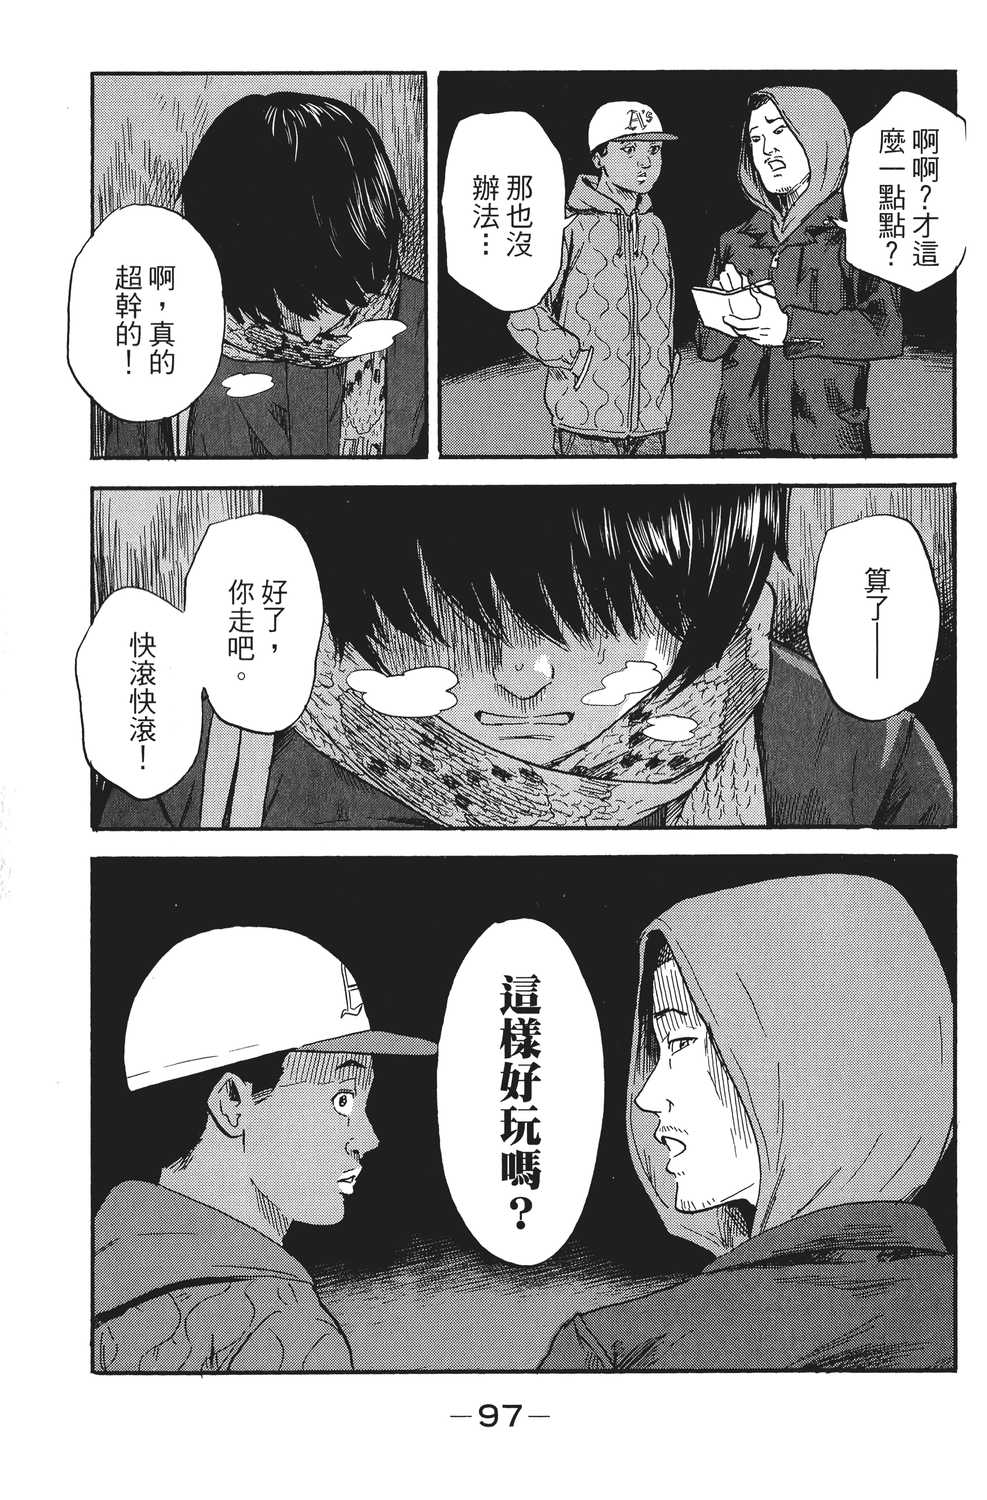 啊啊？才這
麼一點點？
A's
那也沒
辦法…
啊，真的
超幹的！
算了——
好了，
你走吧。
快滾快滾！
這樣好玩嗎？
A
—97—